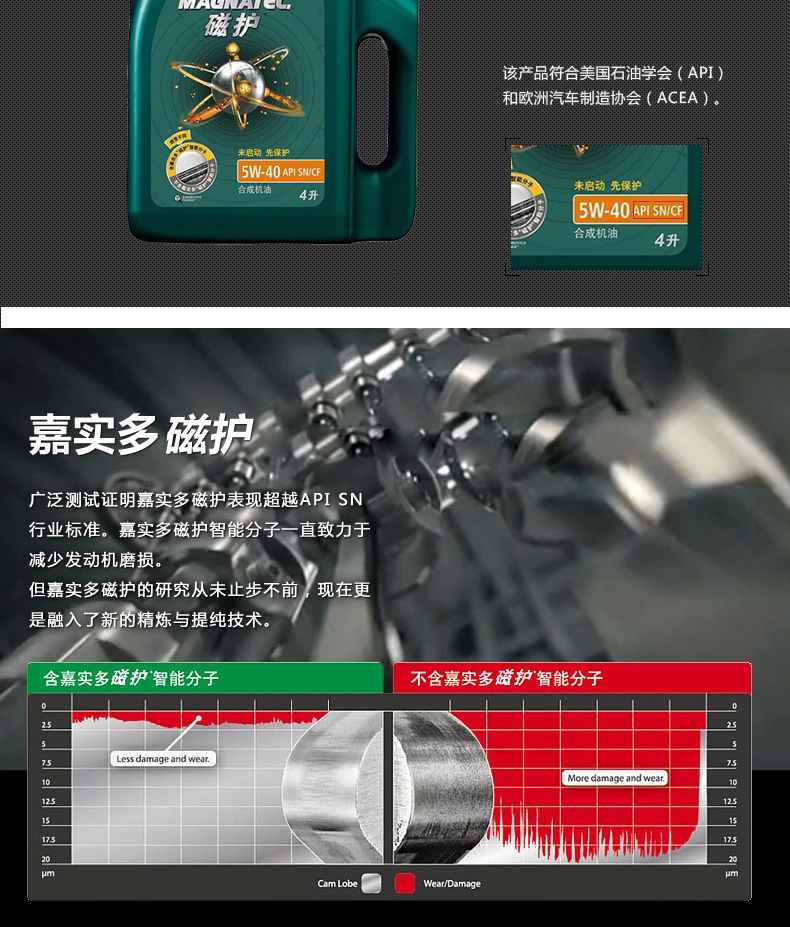 MAGNATEC.
磁护
未启动 先保护
5W-40 API SN/CF
合成机油
4升
该产品符合美国石油学会（API）
和欧洲汽车制造协会（ACEA）。
未启动 先保护
5W-40 API SN/CF
合成机油
4升
嘉实多 磁护
广泛测试证明嘉实多磁护表现超越API SN
行业标准。嘉实多磁护智能分子一直致力于
减少发动机磨损。
但嘉实多磁护的研究从未止步不前，现在更
是融入了新的精炼与提纯技术。
含嘉实多磁护智能分子
不含嘉实多磁护智能分子
0
2.5
5
7.5
10
12.5
15
17.5
20
μm
Less damage and wear.
More damage and wear.
0
2.5
5
7.5
10
12.5
15
17.5
20
μm
Cam Lobe
Wear/Damage